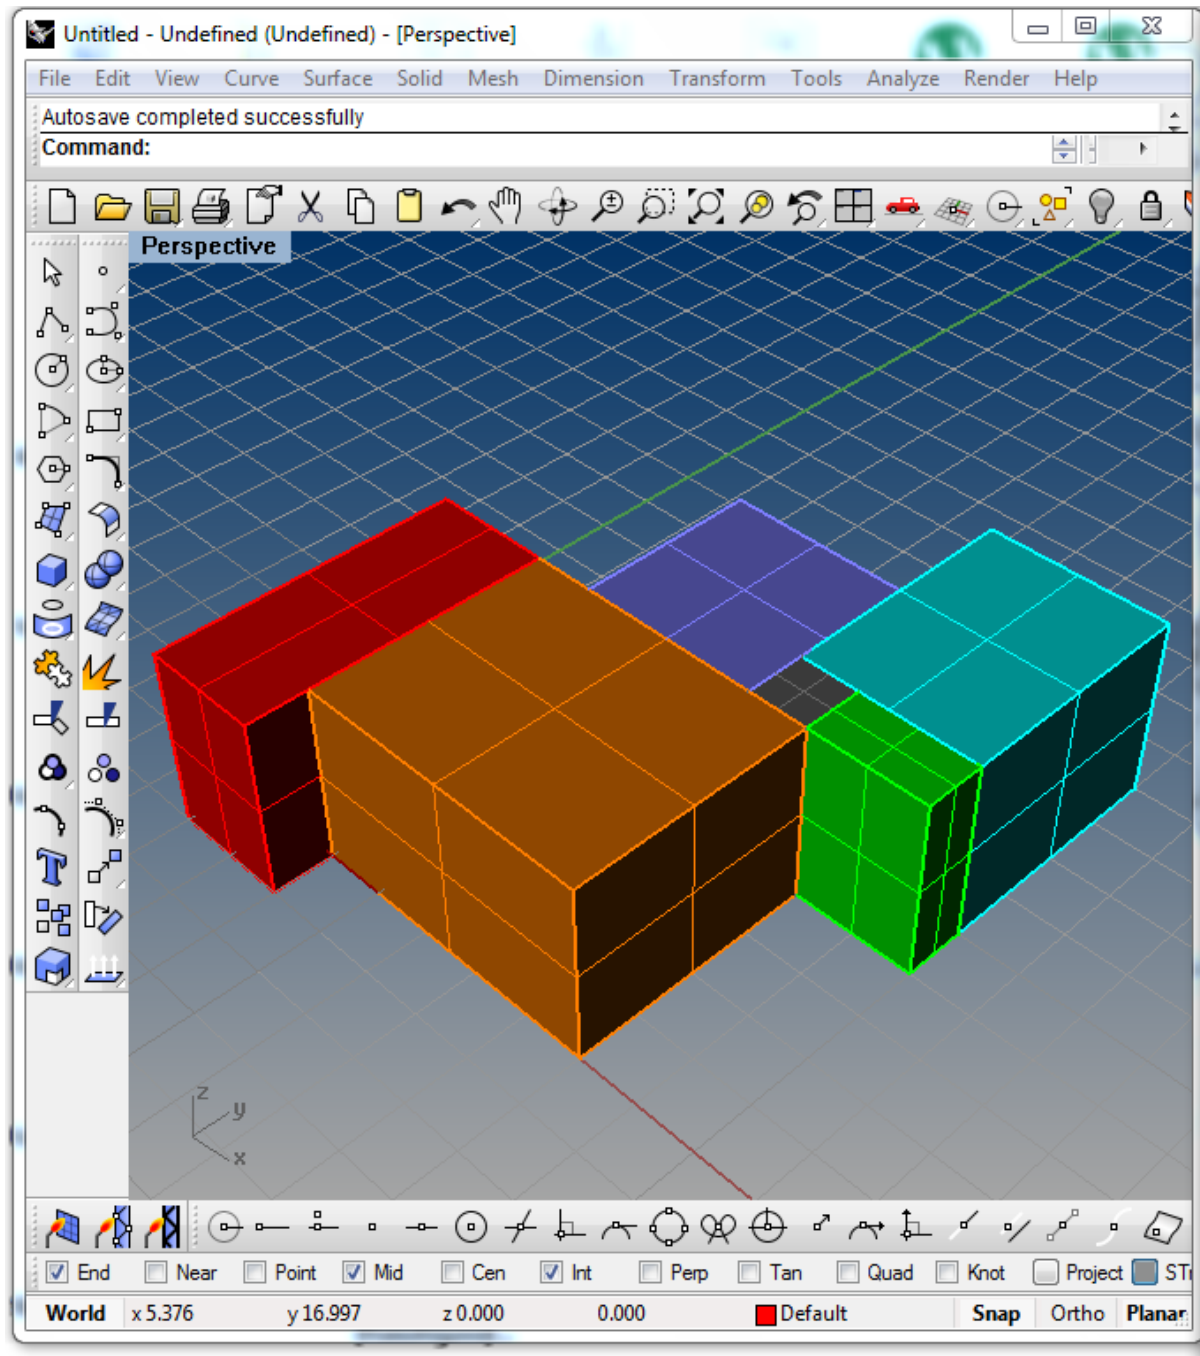 Untitled - Undefined (Undefined) - [Perspective]
File Edit View Curve Surface Solid Mesh Dimension Transform Tools Analyze Render Help
Autosave completed successfully
Command:
Perspective
z
y
x
End Near Point Mid Cen Int Perp Tan Quad Knot Project STr
World x 5.376 y 16.997 z 0.000 0.000 Default Snap Ortho Planar